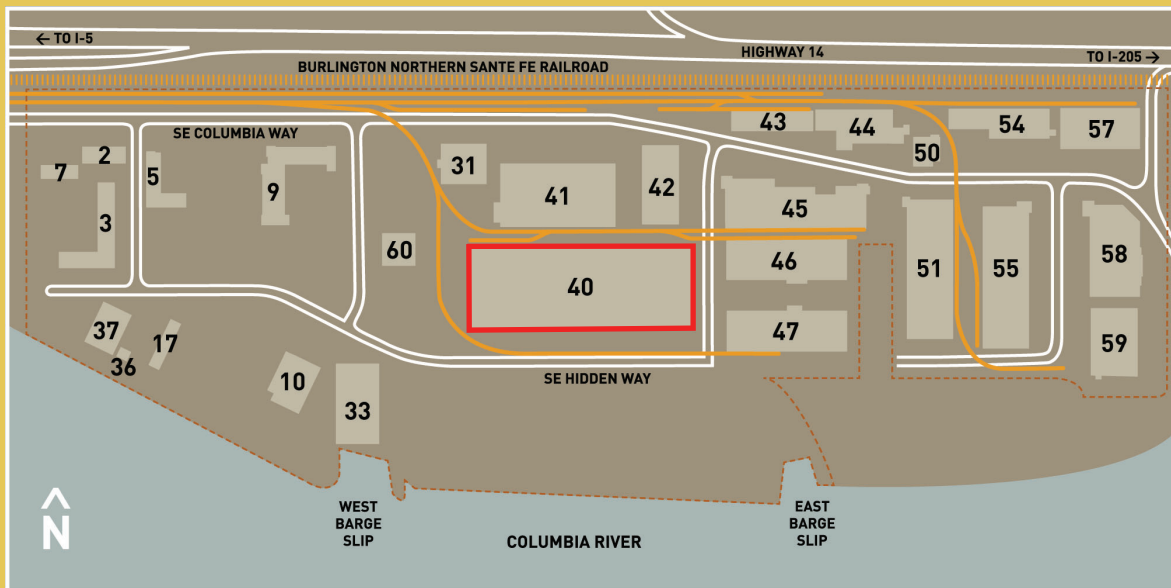 ← TO I-5
HIGHWAY 14
TO I-205 →
BURLINGTON NORTHERN SANTE FE RAILROAD
SE COLUMBIA WAY
43
44
54
57
50
2
7
5
31
9
41
42
3
45
60
46
40
51
55
58
37
17
36
47
59
10
33
SE HIDDEN WAY
N
WEST
BARGE
SLIP
EAST
BARGE
SLIP
COLUMBIA RIVER